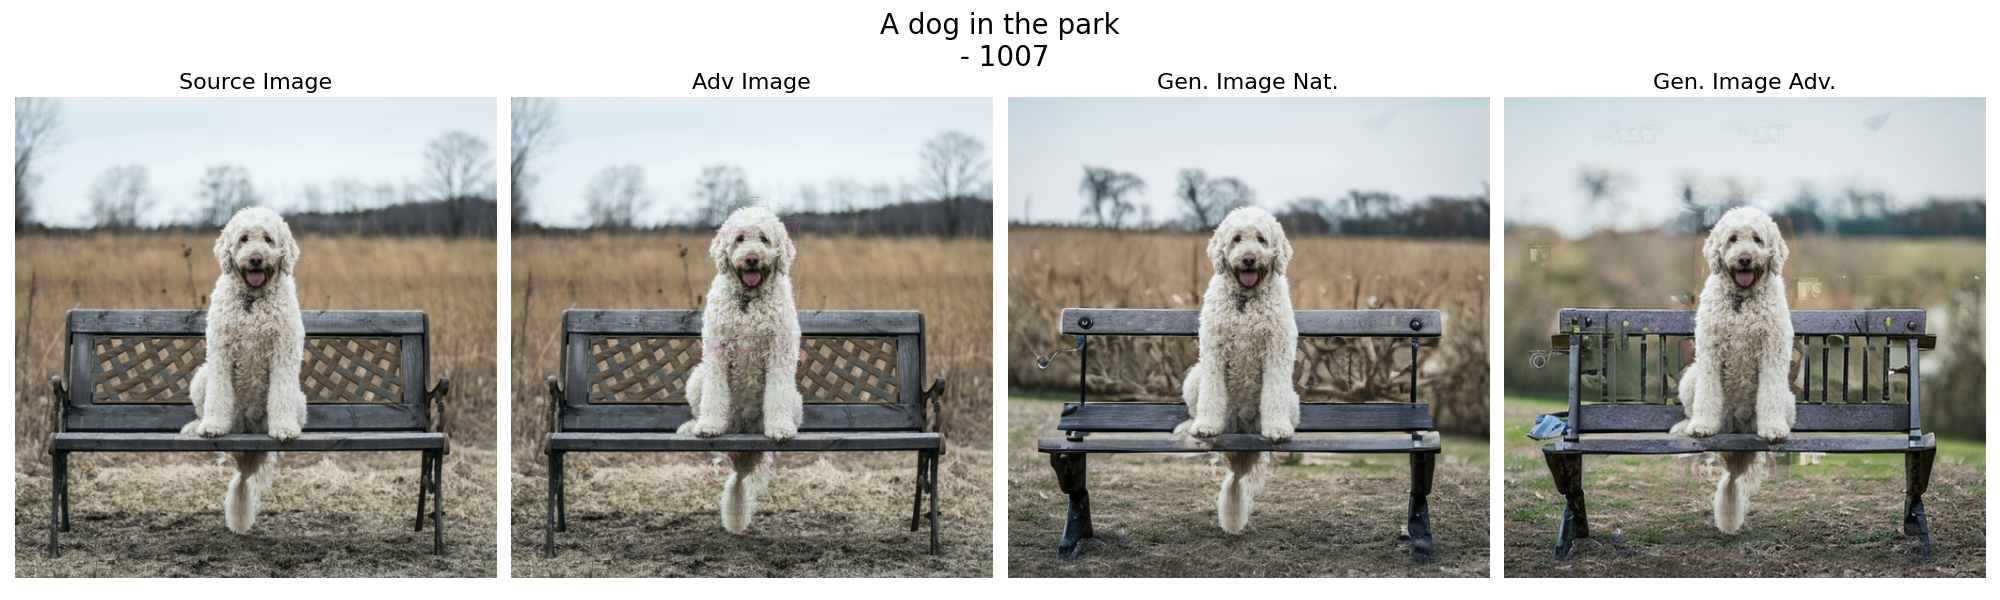 A dog in the park
- 1007
Source Image
Adv Image
Gen. Image Nat.
Gen. Image Adv.